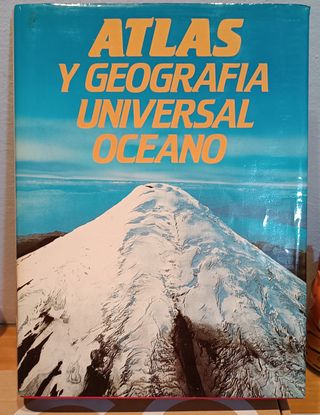 ATLAS
Y GEOGRAFIA
UNIVERSAL
OCEANO